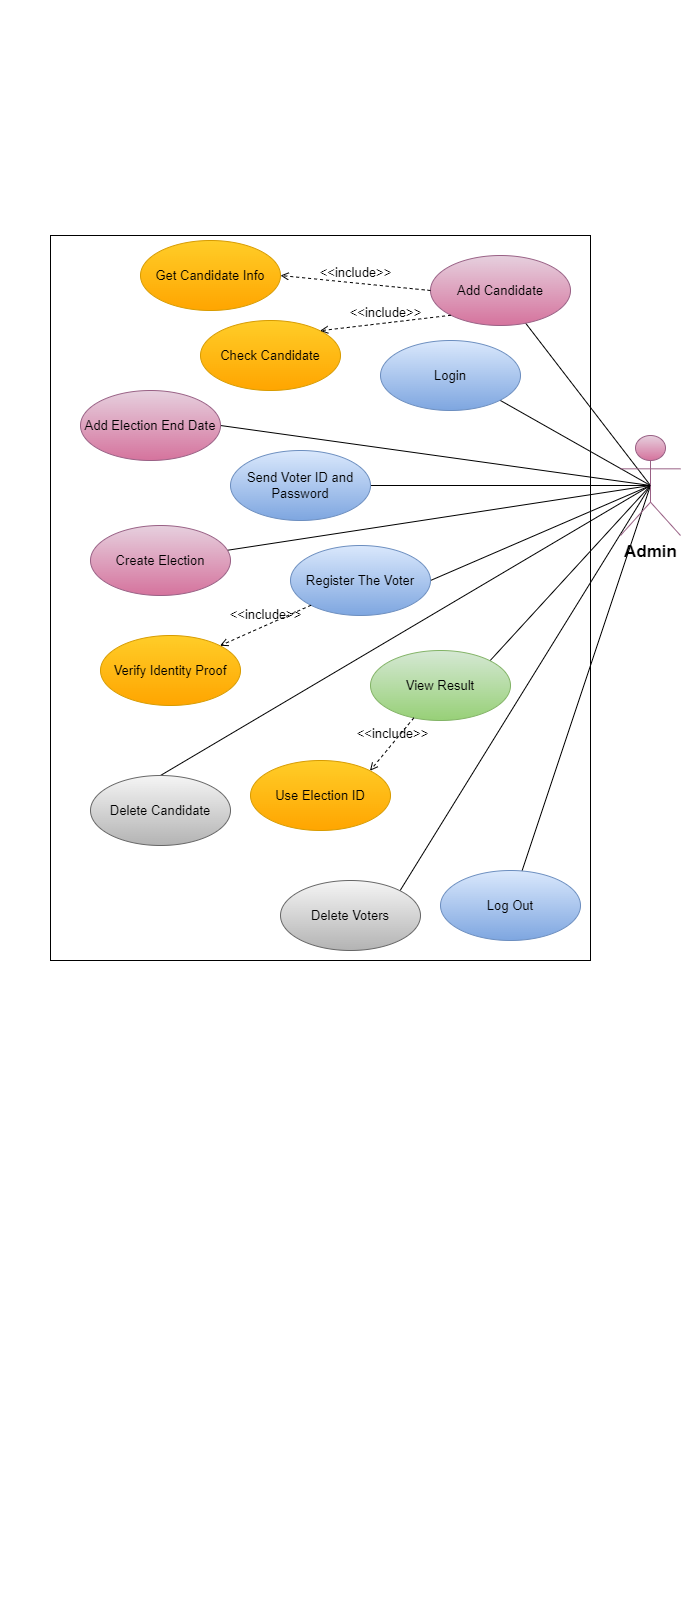 Get Candidate Info
<<include>>
Add Candidate
<<include>>
Check Candidate
Login
Add Election End Date
Send Voter ID and
Password
Admin
Create Election
Register The Voter
<<include>>
Verify Identity Proof
View Result
<<include>>
Use Election ID
Delete Candidate
Log Out
Delete Voters